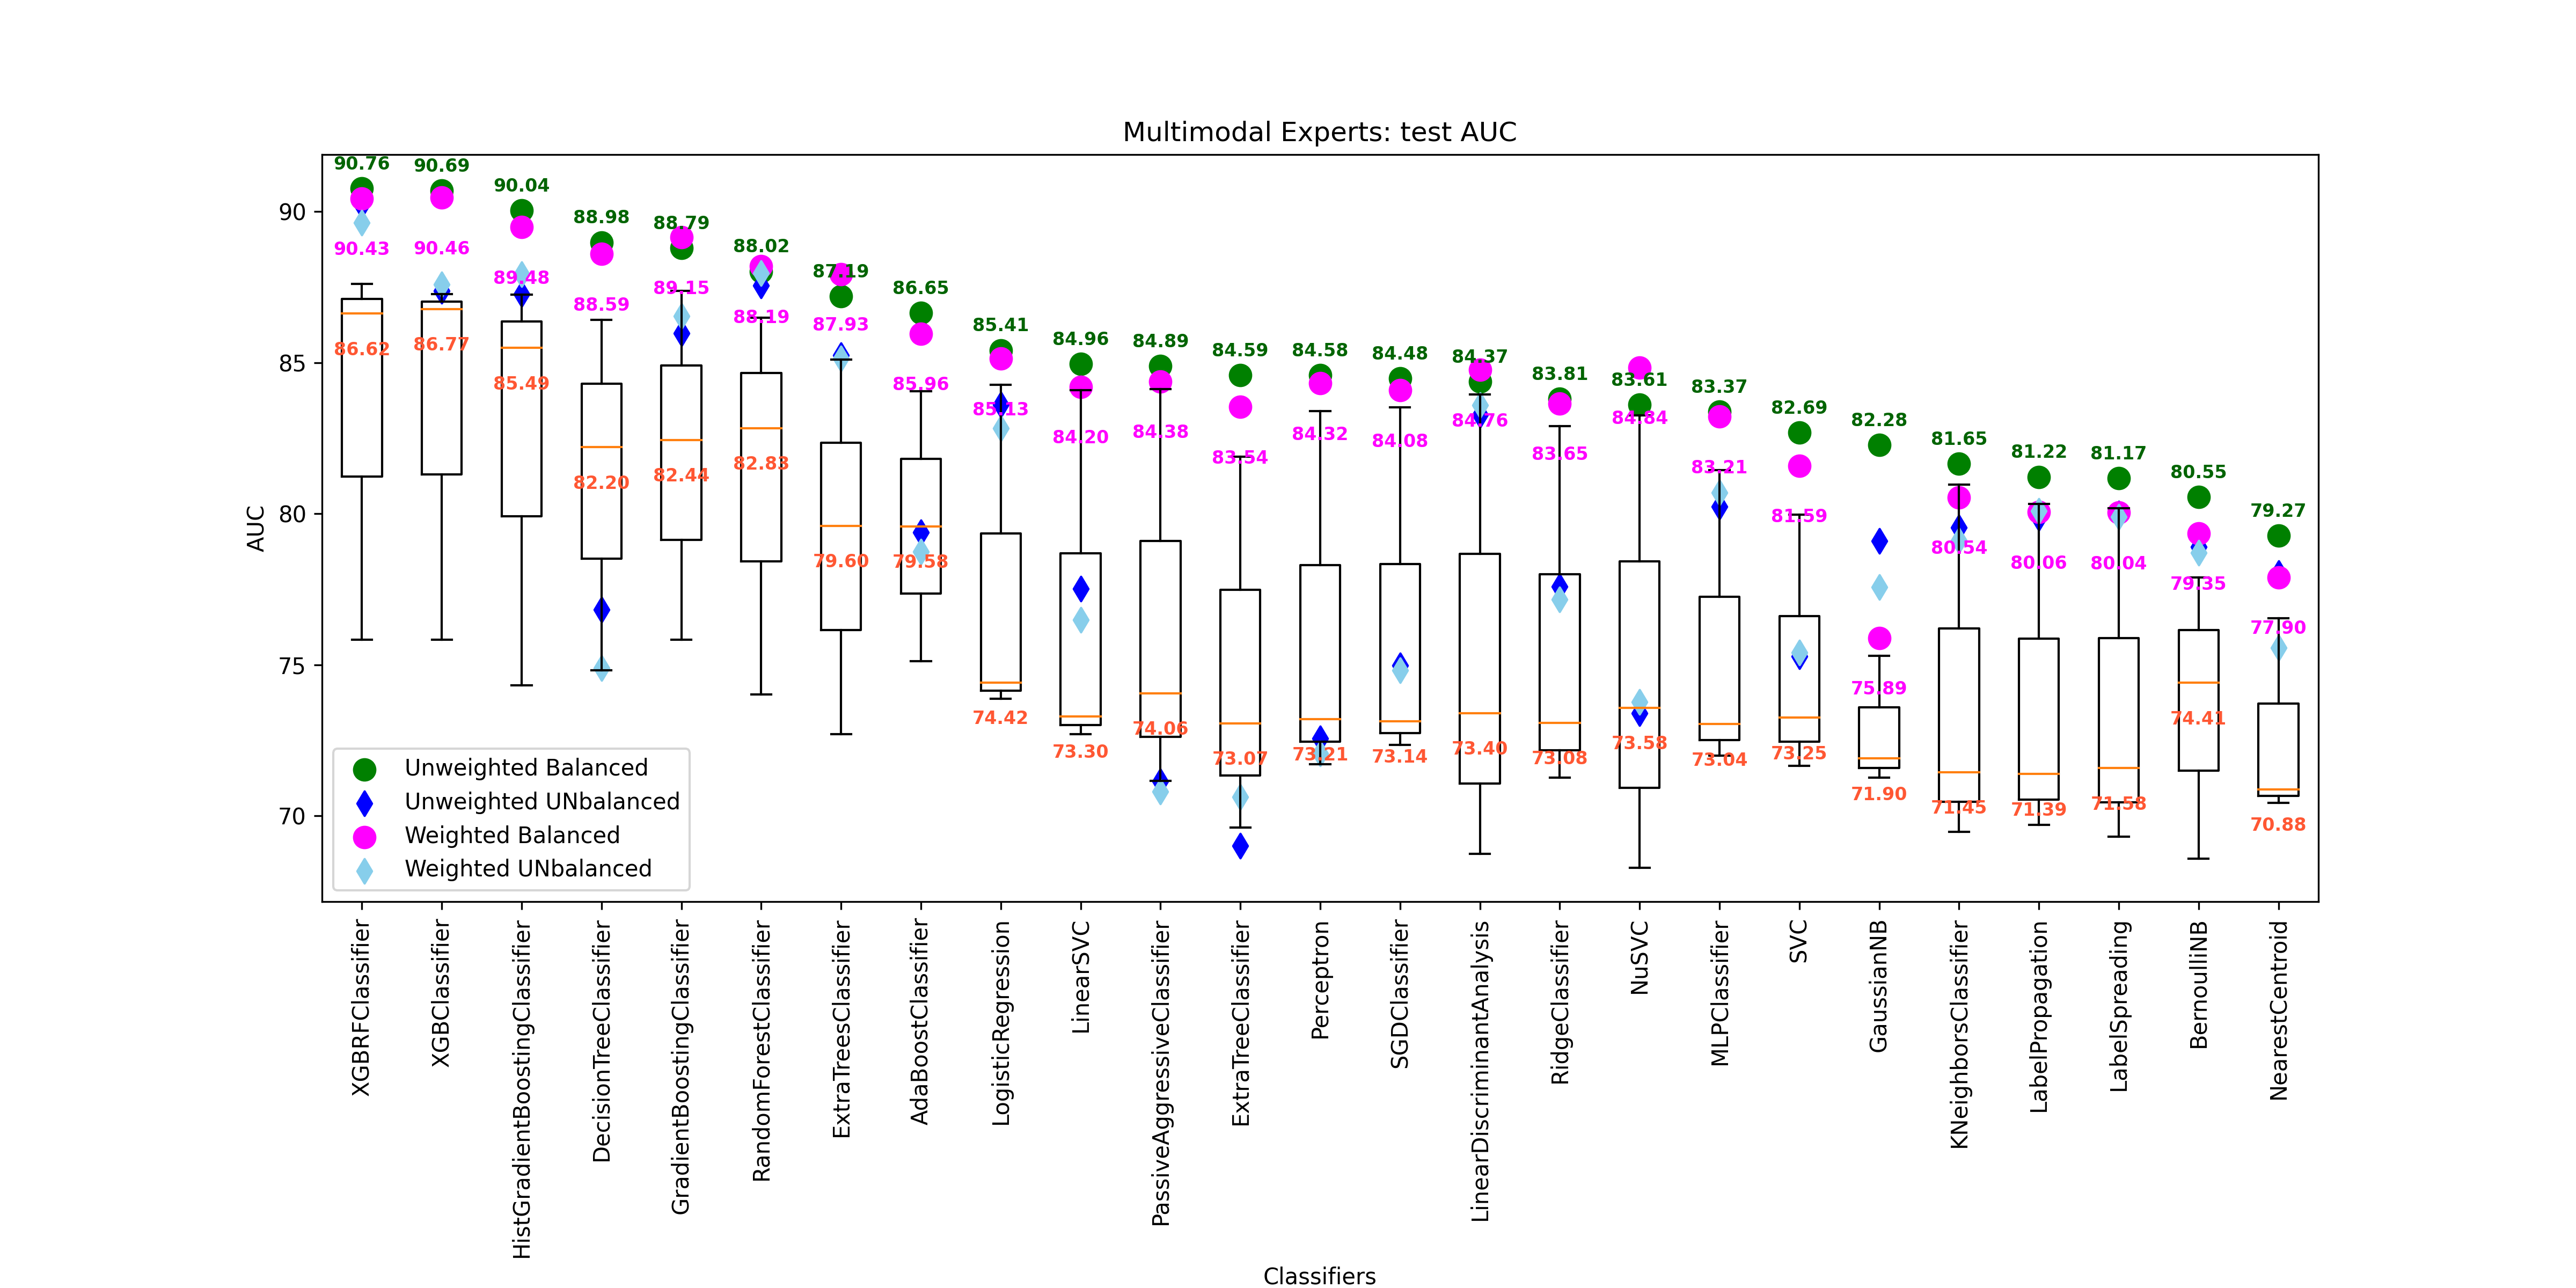 Multimodal Experts: test AUC
90.76 90.69 90.04 88.98 88.79 88.02 87.19 86.65 85.41 84.96 84.89 84.59 84.58 84.48 84.37 83.81 83.61 83.37 82.69 82.28 81.65 81.22 81.17 80.55 79.27
90.43 90.46 89.48 88.59 89.15 88.19 87.93 85.96 85.13 84.20 84.38 83.54 84.32 84.08 84.76 83.65 84.84 83.21 81.59 75.89 80.54 80.06 80.04 79.35 77.90
86.62 86.77 85.49 82.20 82.44 82.83 79.60 79.58 74.42 73.30 74.06 73.07 73.21 73.14 73.40 73.08 73.58 73.04 73.25 71.90 71.45 71.39 71.58 74.41 70.88
AUC
90
85
80
75
70
Unweighted Balanced
Unweighted UNbalanced
Weighted Balanced
Weighted UNbalanced
XGBRFClassifier
XGBClassifier
HistGradientBoostingClassifier
DecisionTreeClassifier
GradientBoostingClassifier
RandomForestClassifier
ExtraTreesClassifier
AdaBoostClassifier
LogisticRegression
LinearSVC
PassiveAggressiveClassifier
ExtraTreeClassifier
Perceptron
SGDClassifier
LinearDiscriminantAnalysis
RidgeClassifier
NuSVC
MLPClassifier
SVC
GaussianNB
KNeighborsClassifier
LabelPropagation
LabelSpreading
BernoulliNB
NearestCentroid
Classifiers